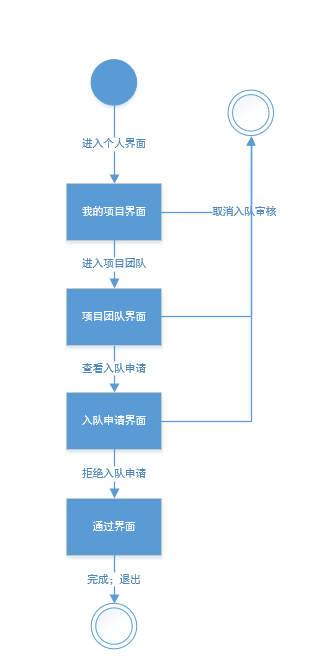 进入个人界面
我的项目界面
取消入队审核
进入项目团队
项目团队界面
查看入队申请
入队申请界面
拒绝入队申请
通过界面
完成；退出